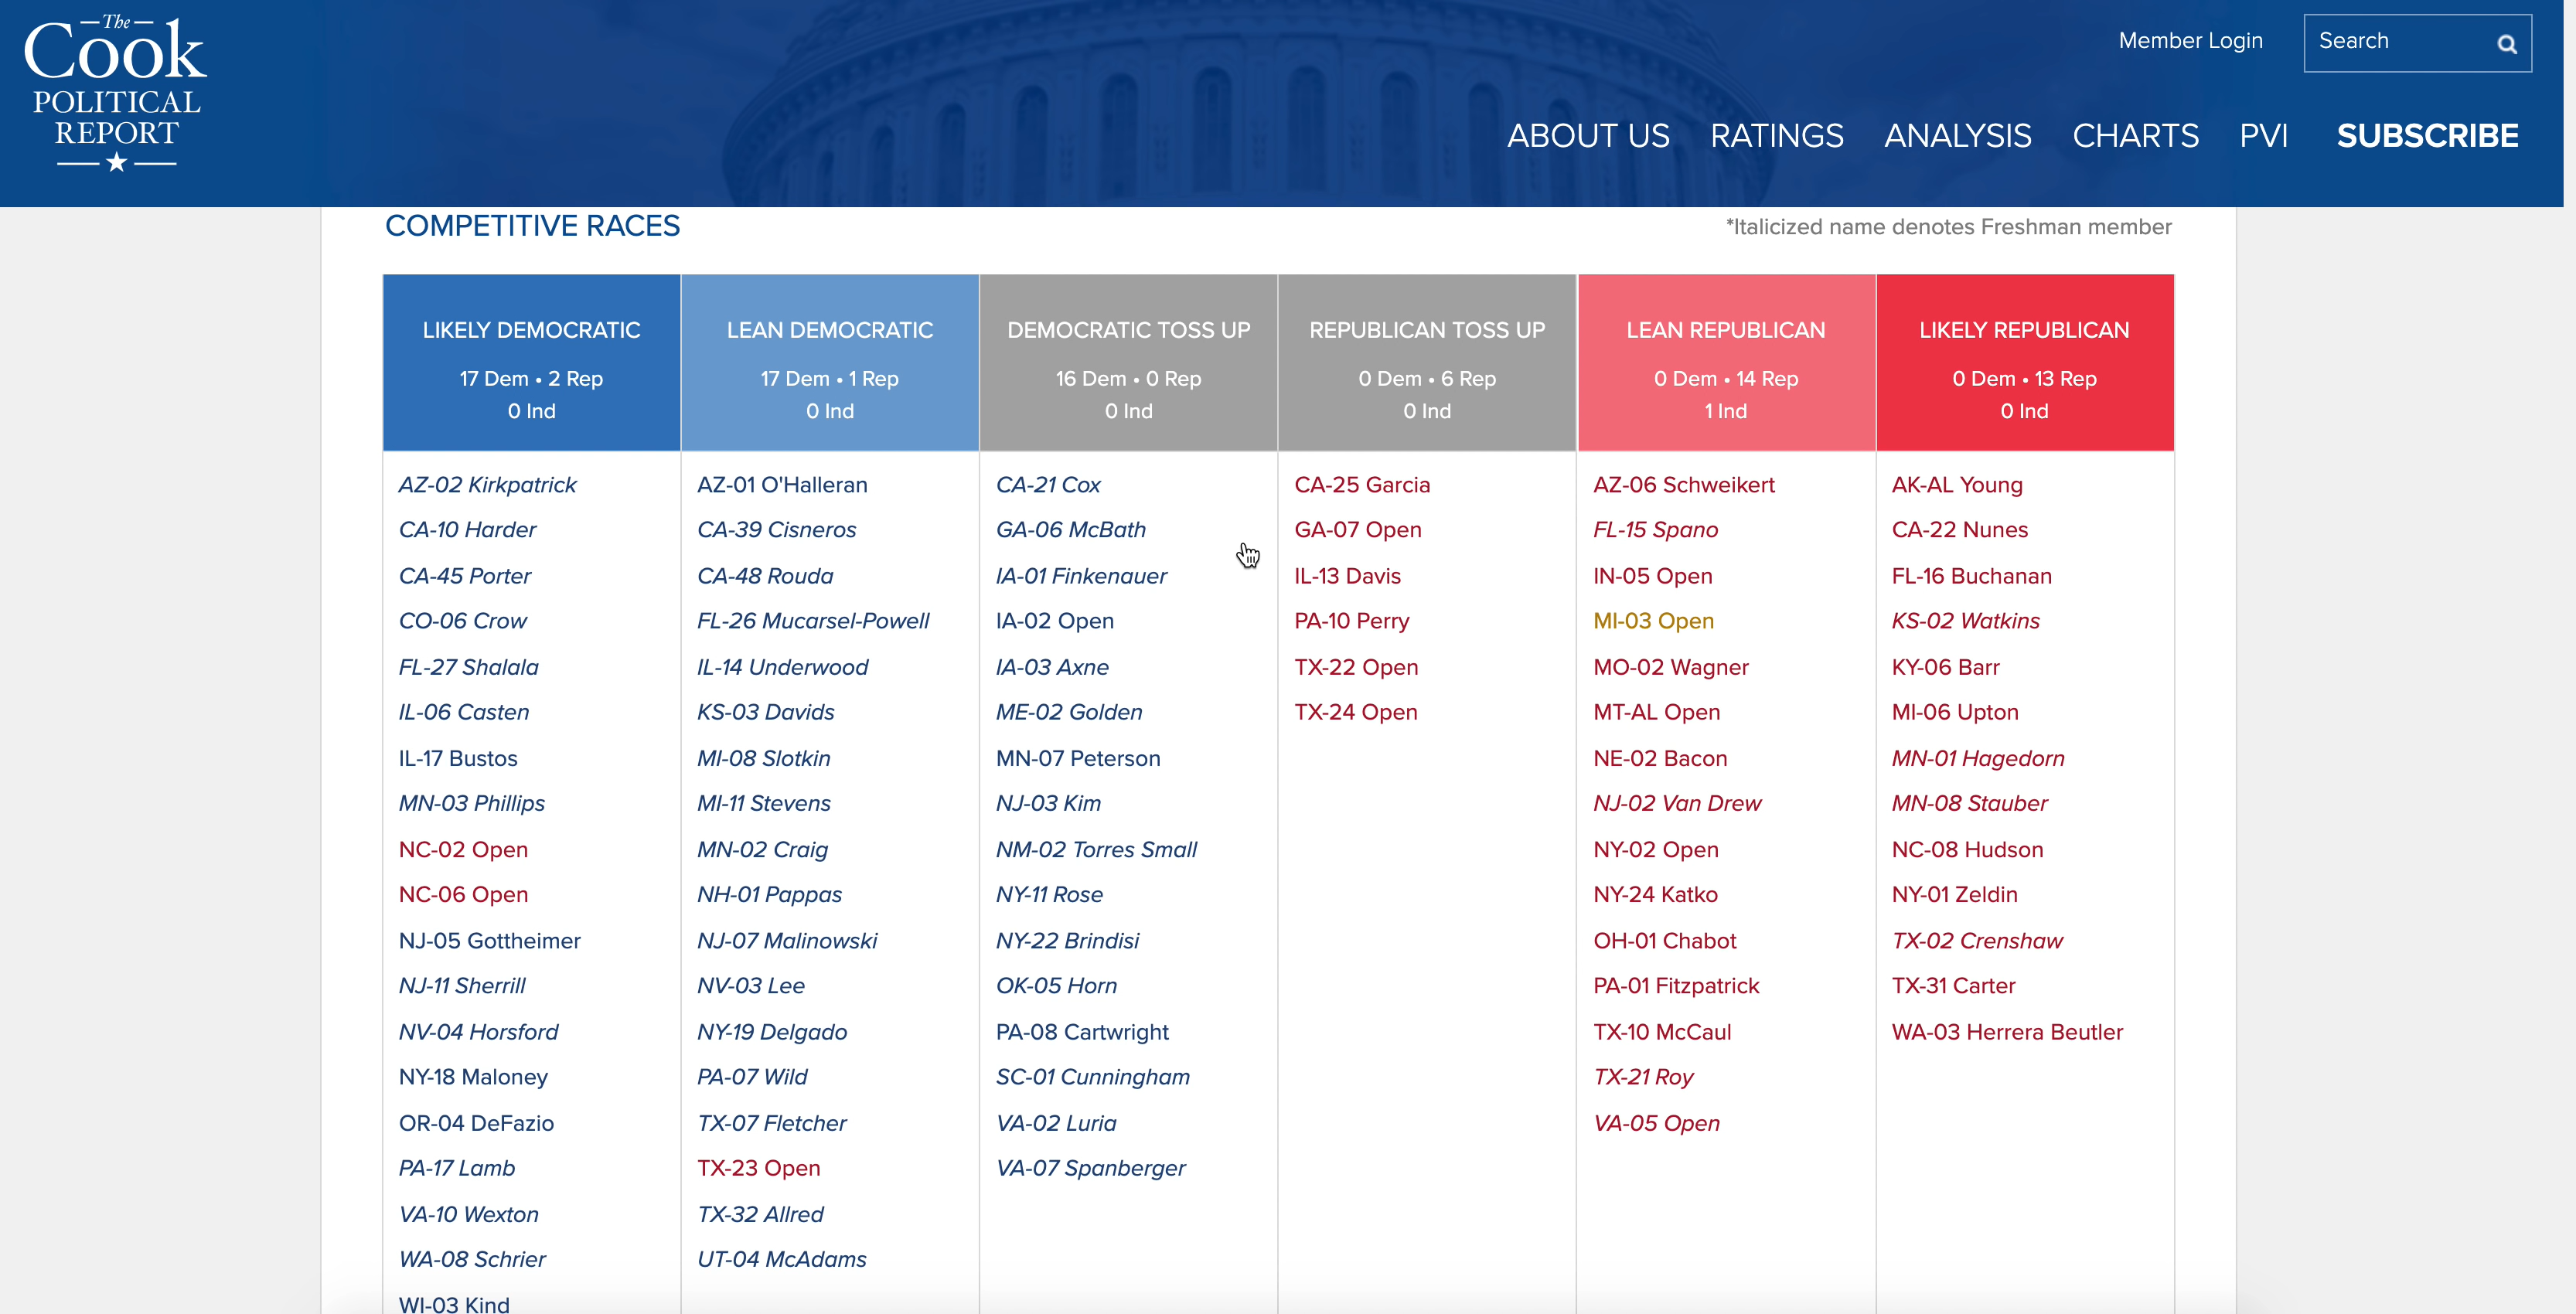 The
Cook
POLITICAL
REPORT
Member Login
Search
ABOUT US RATINGS ANALYSIS CHARTS PVI SUBSCRIBE
COMPETITIVE RACES
*Italicized name denotes Freshman member
LIKELY DEMOCRATIC
17 Dem • 2 Rep
0 Ind
AZ-02 Kirkpatrick
CA-10 Harder
CA-45 Porter
CO-06 Crow
FL-27 Shalala
IL-06 Casten
IL-17 Bustos
MN-03 Phillips
NC-02 Open
NC-06 Open
NJ-05 Gottheimer
NJ-11 Sherrill
NV-04 Horsford
NY-18 Maloney
OR-04 DeFazio
PA-17 Lamb
VA-10 Wexton
WA-08 Schrier
WI-03 Kind
LEAN DEMOCRATIC
17 Dem • 1 Rep
0 Ind
AZ-01 O'Halleran
CA-39 Cisneros
CA-48 Rouda
FL-26 Mucarsel-Powell
IL-14 Underwood
KS-03 Davids
MI-08 Slotkin
MI-11 Stevens
MN-02 Craig
NH-01 Pappas
NJ-07 Malinowski
NV-03 Lee
NY-19 Delgado
PA-07 Wild
TX-07 Fletcher
TX-23 Open
TX-32 Allred
UT-04 McAdams
DEMOCRATIC TOSS UP
16 Dem • 0 Rep
0 Ind
CA-21 Cox
GA-06 McBath
IA-01 Finkenauer
IA-02 Open
IA-03 Axne
ME-02 Golden
MN-07 Peterson
NJ-03 Kim
NM-02 Torres Small
NY-11 Rose
NY-22 Brindisi
OK-05 Horn
PA-08 Cartwright
SC-01 Cunningham
VA-02 Luria
VA-07 Spanberger
REPUBLICAN TOSS UP
0 Dem • 6 Rep
0 Ind
CA-25 Garcia
GA-07 Open
IL-13 Davis
PA-10 Perry
TX-22 Open
TX-24 Open
LEAN REPUBLICAN
0 Dem • 14 Rep
1 Ind
AZ-06 Schweikert
FL-15 Spano
IN-05 Open
MI-03 Open
MO-02 Wagner
MT-AL Open
NE-02 Bacon
NJ-02 Van Drew
NY-02 Open
NY-24 Katko
OH-01 Chabot
PA-01 Fitzpatrick
TX-10 McCaul
TX-21 Roy
VA-05 Open
LIKELY REPUBLICAN
0 Dem • 13 Rep
0 Ind
AK-AL Young
CA-22 Nunes
FL-16 Buchanan
KS-02 Watkins
KY-06 Barr
MI-06 Upton
MN-01 Hagedorn
MN-08 Stauber
NC-08 Hudson
NY-01 Zeldin
TX-02 Crenshaw
TX-31 Carter
WA-03 Herrera Beutler